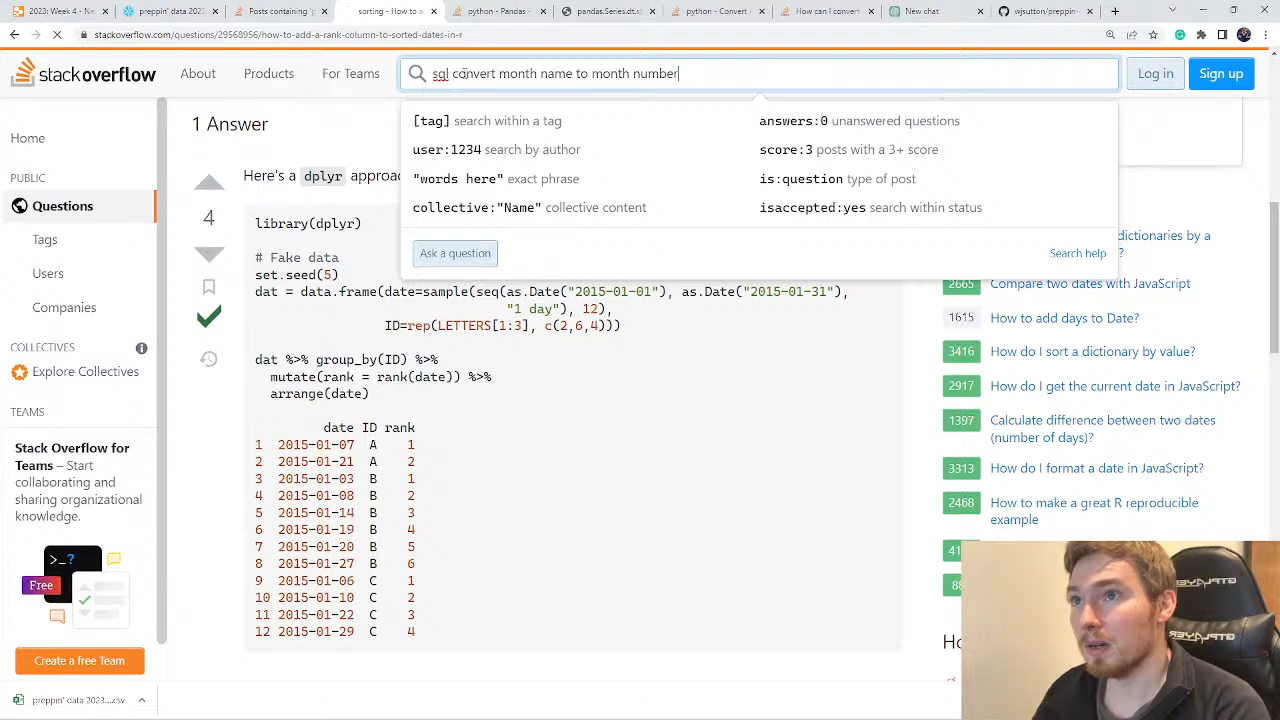 2023: Week 4 - Ne
preppin' data 2023
Posts containing 'p
sorting - How to a
python - Pandas -
pandas.Series.dt.s
python - Convert
How can I convert
New chat
wjsutton/preppin-
stackoverflow.com/questions/29568956/how-to-add-a-rank-column-to-sorted-dates-in-r
stackoverflow
About
Products
For Teams
sql convert month name to month number
Log in
Sign up
[tag] search within a tag
answers:0 unanswered questions
user:1234 search by author
score:3 posts with a 3+ score
"words here" exact phrase
is:question type of post
collective:"Name" collective content
isaccepted:yes search within status
Ask a question
Search help
Home
PUBLIC
Questions
Tags
Users
Companies
COLLECTIVES
Explore Collectives
TEAMS
Stack Overflow for
Teams – Start
collaborating and
sharing organizational
knowledge.
>_?
Free
Create a free Team
1 Answer
4
Here's a dplyr approac
library(dplyr)
# Fake data
set.seed(5)
dat = data.frame(date=sample(seq(as.Date("2015-01-01"), as.Date("2015-01-31"),
"1 day"), 12),
ID=rep(LETTERS[1:3], c(2,6,4)))
dat %>% group_by(ID) %>%
mutate(rank = rank(date)) %>%
arrange(date)
date ID rank
1 2015-01-07 A 1
2 2015-01-21 A 2
3 2015-01-03 B 1
4 2015-01-08 B 2
5 2015-01-14 B 3
6 2015-01-19 B 4
7 2015-01-20 B 5
8 2015-01-27 B 6
9 2015-01-06 C 1
10 2015-01-10 C 2
11 2015-01-22 C 3
12 2015-01-29 C 4
dictionaries by a
?
2665 Compare two dates with JavaScript
1615 How to add days to Date?
3416 How do I sort a dictionary by value?
2917 How do I get the current date in JavaScript?
1397 Calculate difference between two dates
(number of days)?
3313 How do I format a date in JavaScript?
2468 How to make a great R reproducible
example
41
88
Ho
GTPLAYER
GTPLAYER
preppin' data 2023....csv